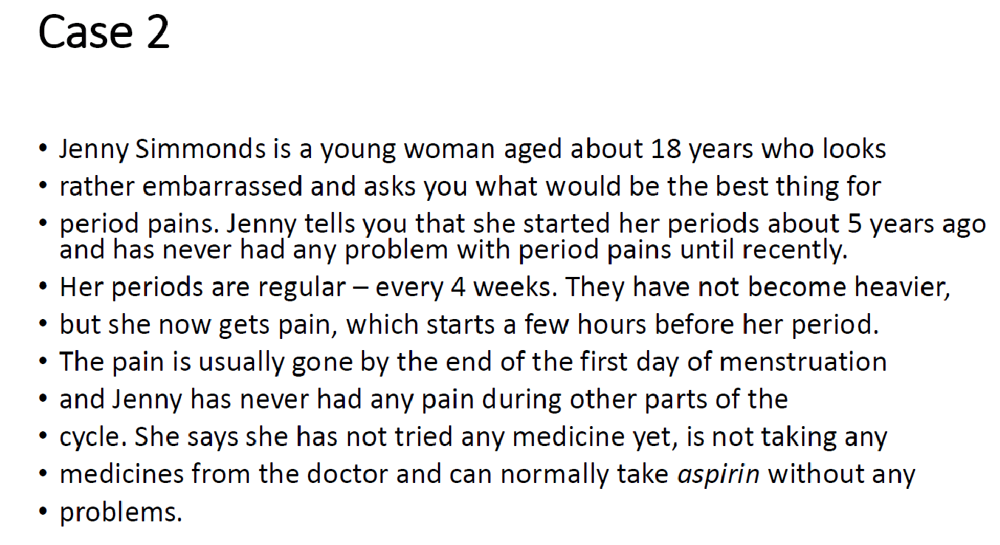 Case 2
• Jenny Simmonds is a young woman aged about 18 years who looks
• rather embarrassed and asks you what would be the best thing for
• period pains. Jenny tells you that she started her periods about 5 years ago
and has never had any problem with period pains until recently.
• Her periods are regular – every 4 weeks. They have not become heavier,
• but she now gets pain, which starts a few hours before her period.
• The pain is usually gone by the end of the first day of menstruation
• and Jenny has never had any pain during other parts of the
• cycle. She says she has not tried any medicine yet, is not taking any
• medicines from the doctor and can normally take aspirin without any
• problems.